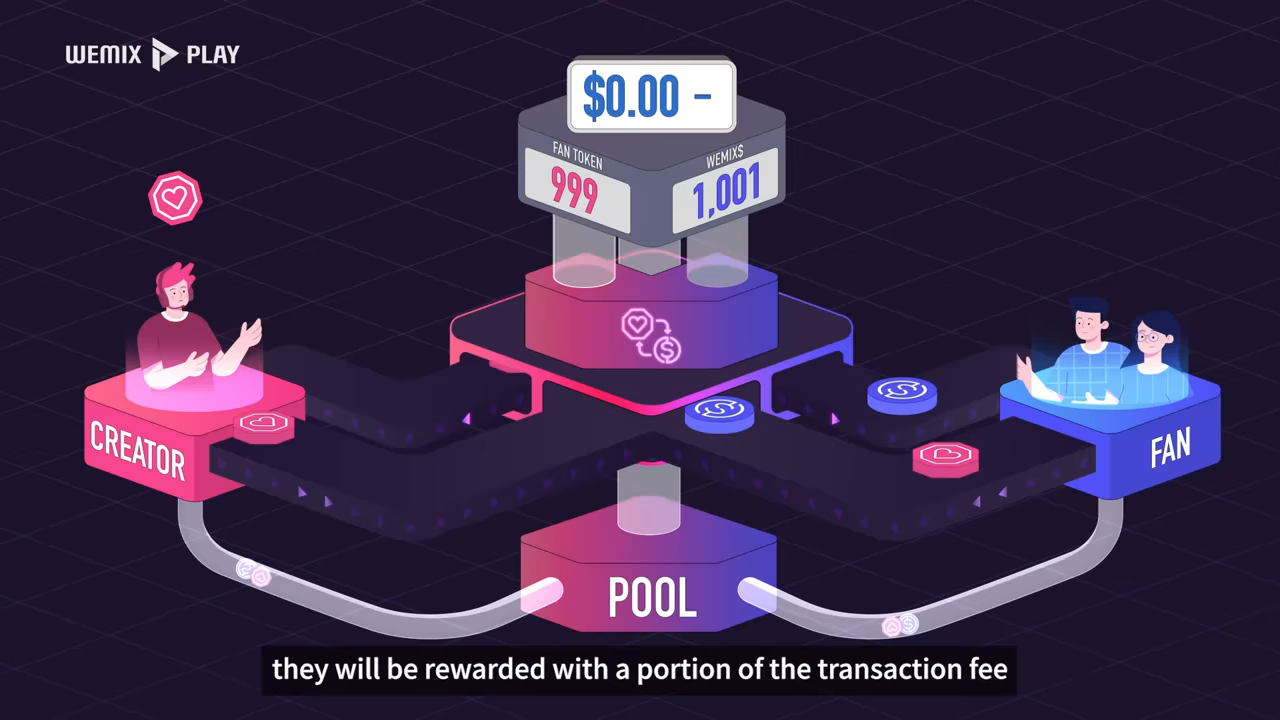 WEMIX PLAY
$0.00 -
FAN TOKEN
999
WEMIX$
1,001
CREATOR
FAN
POOL
they will be rewarded with a portion of the transaction fee